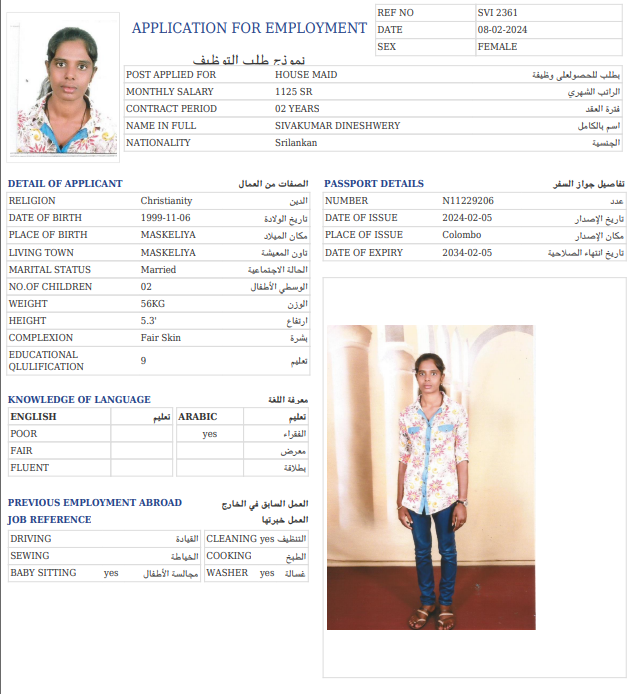 APPLICATION FOR EMPLOYMENT
نموذج طلب التوظيف
REF NO SVI 2361
DATE 08-02-2024
SEX FEMALE
POST APPLIED FOR HOUSE MAID بطلب للحصولعلى وظيفة
MONTHLY SALARY 1125 SR الراتب الشهري
CONTRACT PERIOD 02 YEARS فترة العقد
NAME IN FULL SIVAKUMAR DINESHWERY اسم بالكامل
NATIONALITY Srilankan الجنسية
DETAIL OF APPLICANT الصفات من العمال
RELIGION Christianity الدين
DATE OF BIRTH 1999-11-06 تاريخ الولادة
PLACE OF BIRTH MASKELIYA مكان الميلاد
LIVING TOWN MASKELIYA تاون المعيشة
MARITAL STATUS Married الحالة الاجتماعية
NO.OF CHILDREN 02 الوسطي الأطفال
WEIGHT 56KG الوزن
HEIGHT 5.3' ارتفاع
COMPLEXION Fair Skin بشرة
EDUCATIONAL
QLULIFICATION 9 تعليم
PASSPORT DETAILS تفاصيل جواز السفر
NUMBER N11229206 عدد
DATE OF ISSUE 2024-02-05 تاريخ الإصدار
PLACE OF ISSUE Colombo مكان الإصدار
DATE OF EXPIRY 2034-02-05 تاريخ انتهاء الصلاحية
KNOWLEDGE OF LANGUAGE معرفة اللغة
ENGLISH تعليم ARABIC تعليم
POOR yes الفقراء
FAIR معرض
FLUENT بطلاقة
PREVIOUS EMPLOYMENT ABROAD العمل السابق في الخارج
JOB REFERENCE العمل خبرتها
DRIVING القيادة CLEANING yes التنظيف
SEWING الخياطة COOKING الطبخ
BABY SITTING yes مجالسة الأطفال WASHER yes غسالة